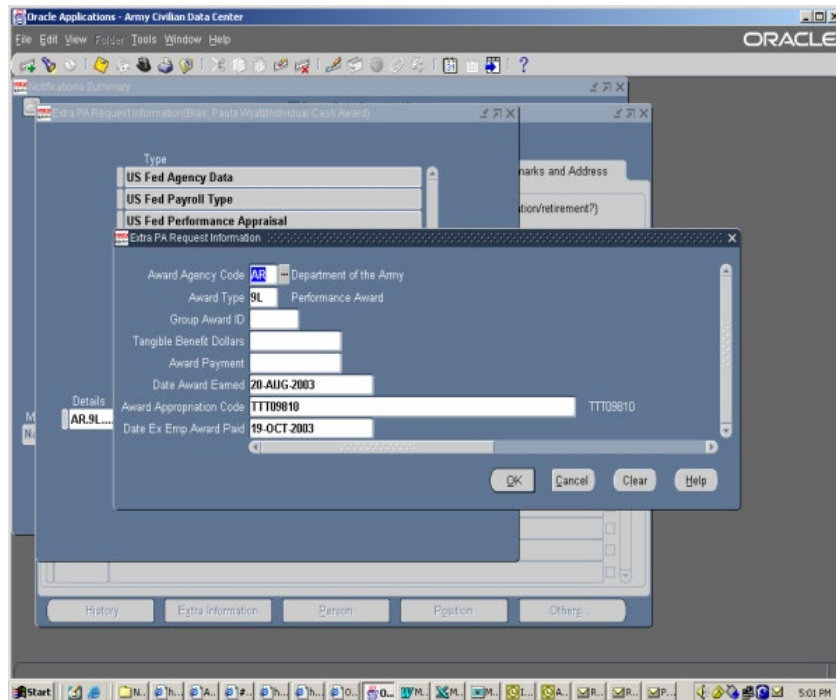 Oracle Applications - Army Civilian Data Center
File Edit View Folder Tools Window Help
ORACLE
Notifications Summary
Extra PA Request Information(Blair, Paula Wyatt Individual Cash Award)
Type
US Fed Agency Data
US Fed Payroll Type
US Fed Performance Appraisal
marks and Address
tion/retirement?)
Extra PA Request Information
Award Agency Code AR Department of the Army
Award Type 9L Performance Award
Group Award ID
Tangible Benefit Dollars
Award Payment
Date Award Earned 20-AUG-2003
Details
Award Appropriation Code TTT09810 TTT09810
AR.9L....
Date Ex Emp Award Paid 19-OCT-2003
OK Cancel Clear Help
History Extra Information Person Position Others...
Start N... h... A... #... h... h... O... O... M... M... M... I... A... R... R... P... 5:01 PM